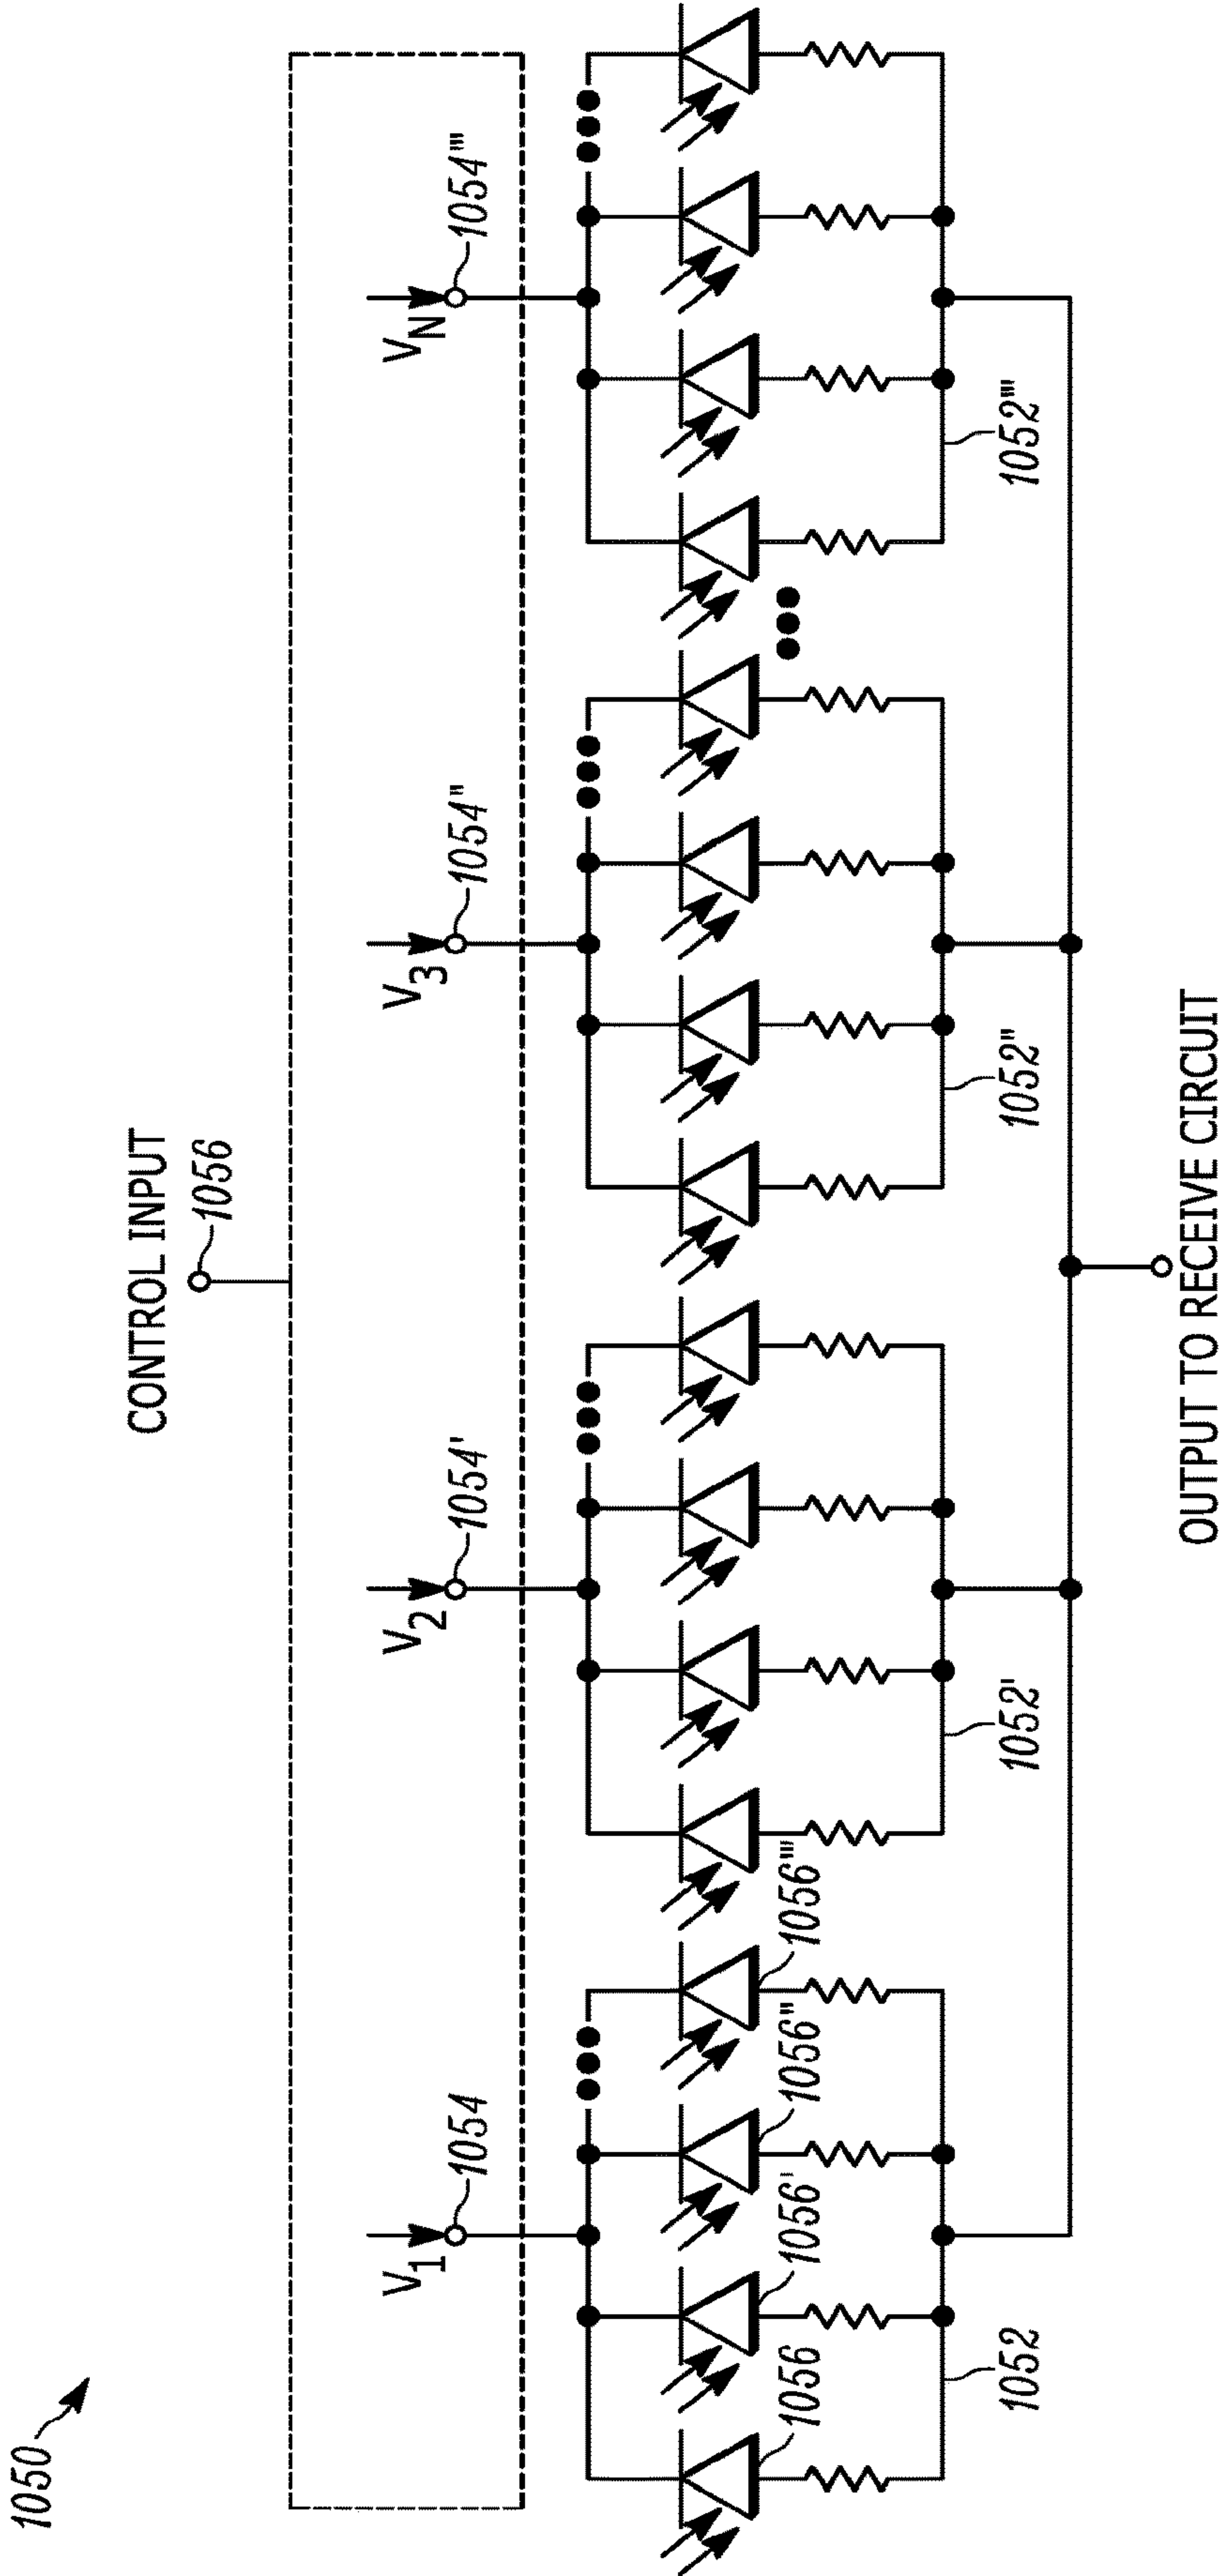 1050
CONTROL INPUT
1056
V1
1054
V2
1054'
V3
1054"
VN
1054'"
1056
1056'
1056"
1056'"
1052
1052'
1052"
1052'"
OUTPUT TO RECEIVE CIRCUIT